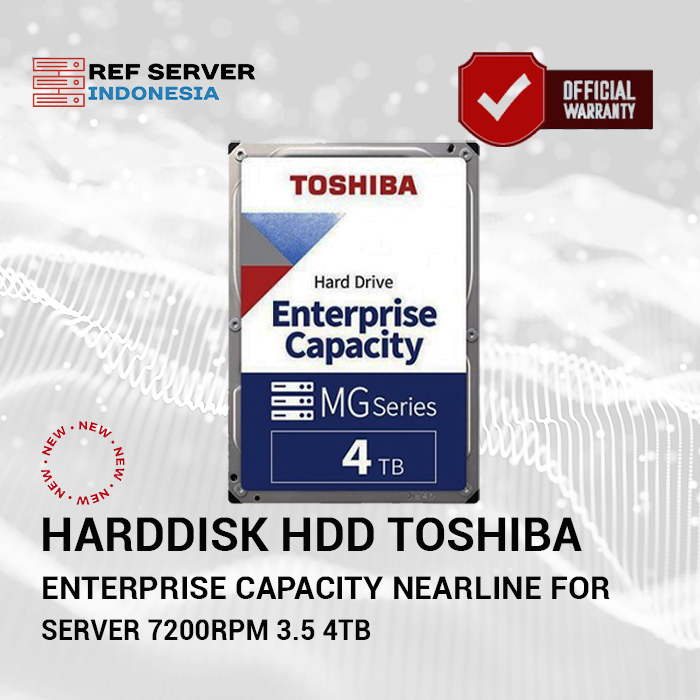 REF SERVER
INDONESIA
OFFICIAL
WARRANTY
TOSHIBA
Hard Drive
Enterprise
Capacity
MG Series
4 TB
NEW • NEW • NEW • NEW • NEW •
HARDDISK HDD TOSHIBA
ENTERPRISE CAPACITY NEARLINE FOR
SERVER 7200RPM 3.5 4TB